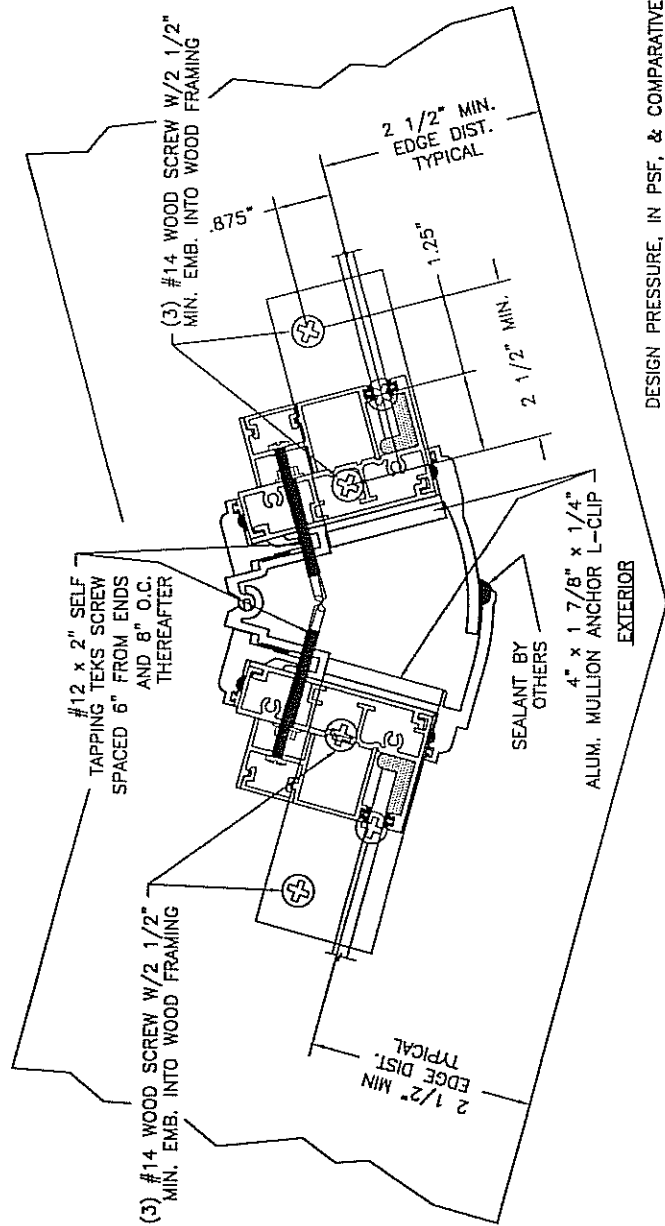 (3) #14 WOOD SCREW W/2 1/2"
MIN. EMB. INTO WOOD FRAMING
#12 x 2" SELF
TAPPING TEKS SCREW
SPACED 6" FROM ENDS
AND 8" O.C.
THEREAFTER
(3) #14 WOOD SCREW W/2 1/2"
MIN. EMB. INTO WOOD FRAMING
.875"
2 1/2" MIN.
EDGE DIST.
TYPICAL
1.25"
2 1/2" MIN.
2 1/2" MIN
EDGE DIST.
TYPICAL
SEALANT BY
OTHERS
4" x 1 7/8" x 1/4"
ALUM. MULLION ANCHOR L-CLIP
EXTERIOR
DESIGN PRESSURE, IN PSF, & COMPARATIVE